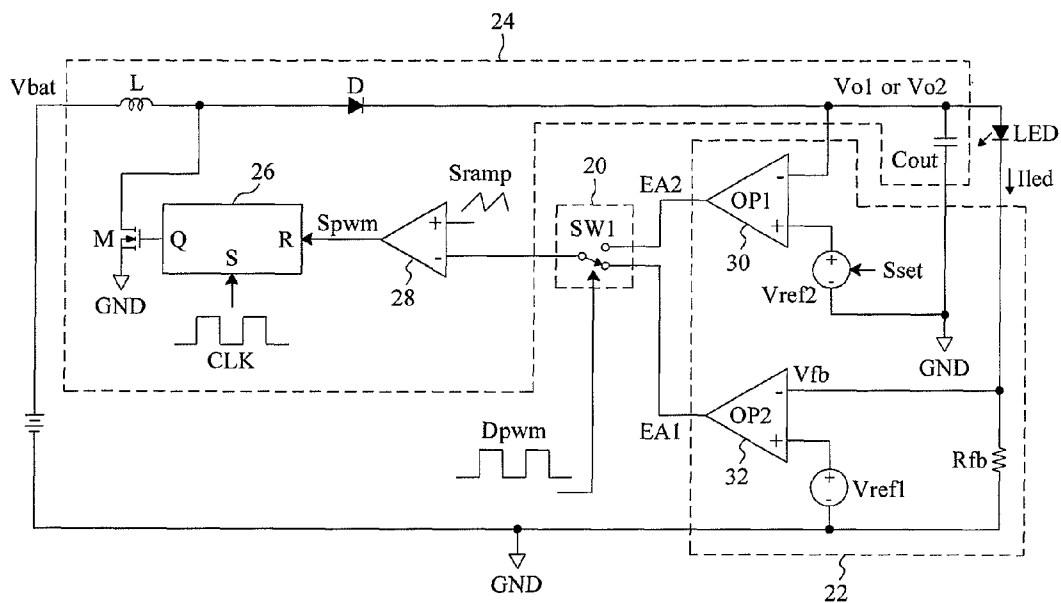 24
Vbat
L
D
Vo1 or Vo2
LED
Cout
Iled
26
20
Sramp
EA2
OP1
SW1
Spwm
M
Q
R
S
+
-
28
-
+
30
+
-
Sset
Vref2
GND
GND
CLK
Vfb
OP2
-
+
EA1
32
Dpwm
Rfb
+
-
Vref1
GND
22